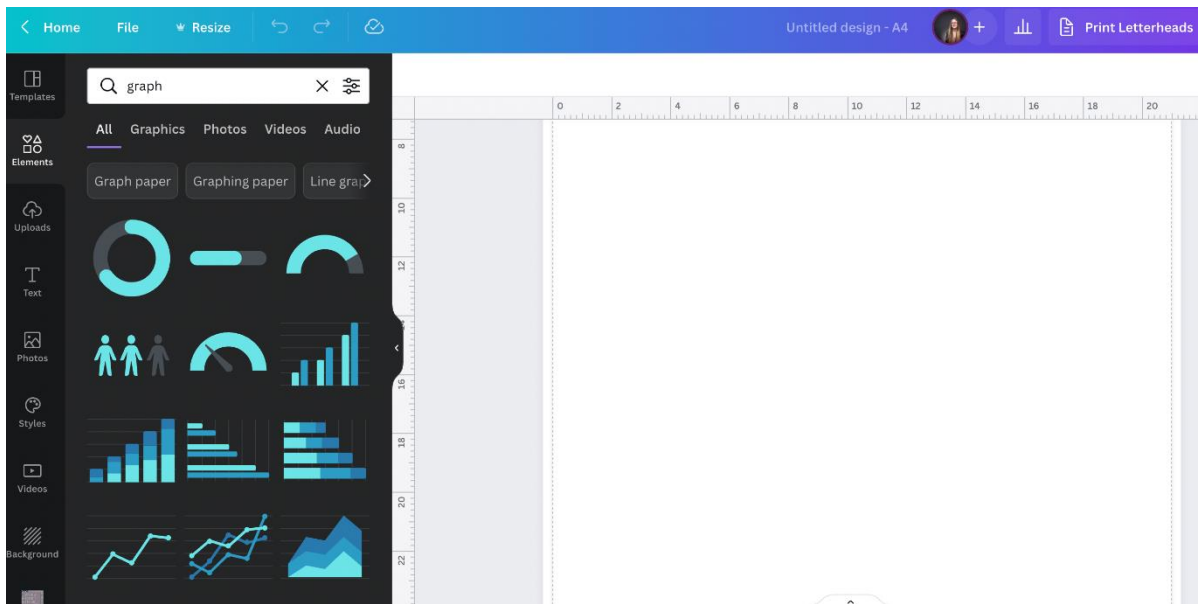 Home File Resize Untitled design - A4 + Print Letterheads
Templates
graph
All Graphics Photos Videos Audio
Elements
Graph paper Graphing paper Line grap
Uploads
Text
Photos
Styles
Videos
Background
0 2 4 6 8 10 12 14 16 18 20
8
10
12
16
18
20
22